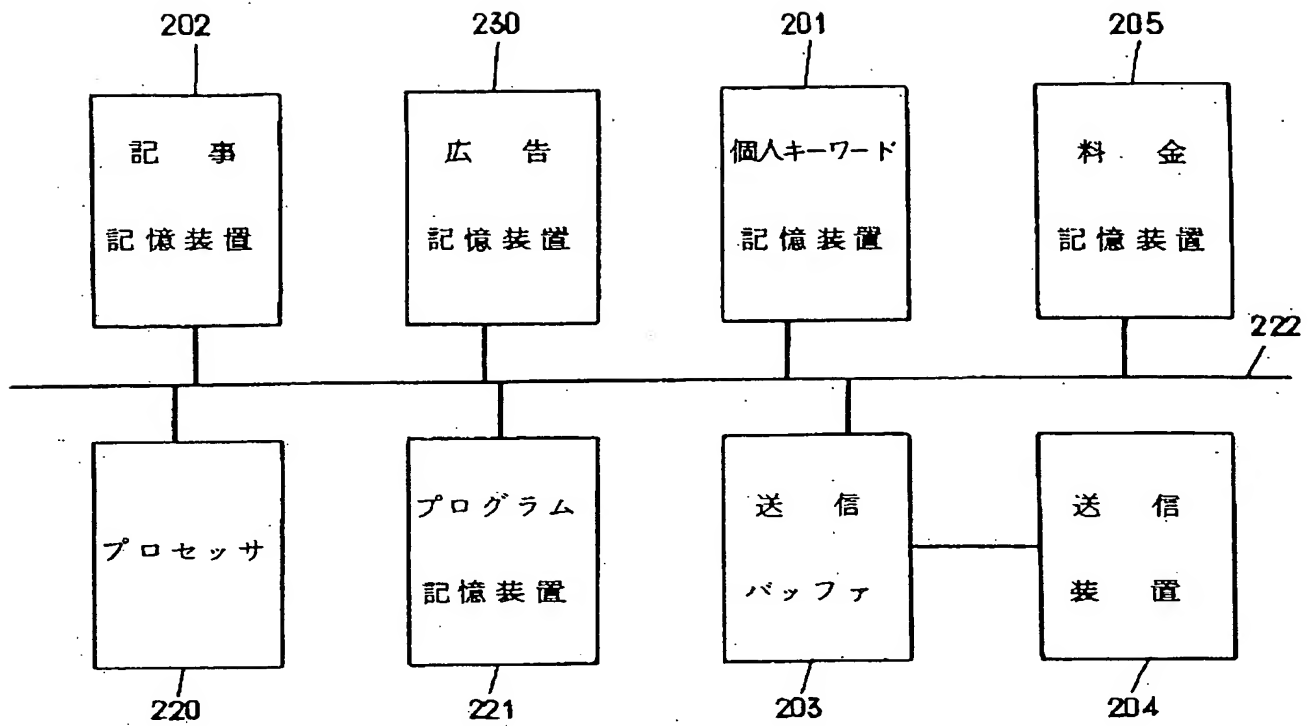 202 230 201 205
記事 広告 個人キーワード 料金
記憶装置 記憶装置 記憶装置 記憶装置
222
プログラム 送信 送信
プロセッサ
記憶装置 バッファ 装置
220 221 203 204